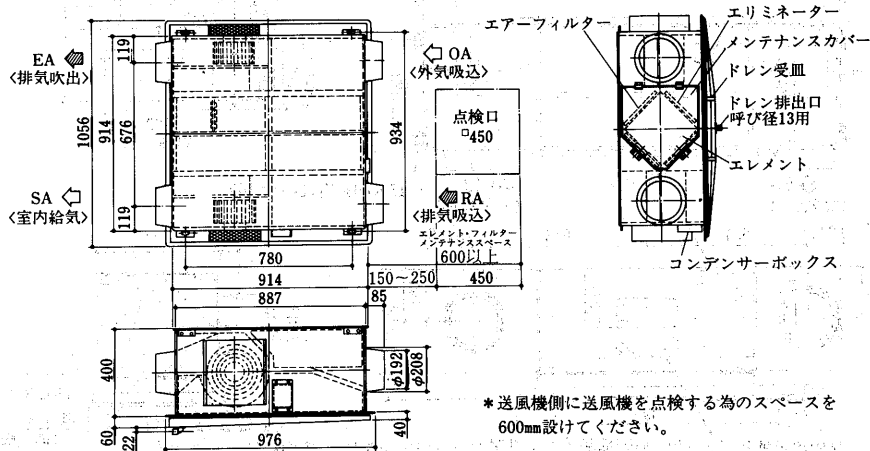 EA
〈排気吹出〉
OA
〈外気吸込〉
SA
〈室内給気〉
RA
〈排気吸込〉
エレメント・フィルター
メンテナンススペース
600以上
点検口
□450
119
676
119
914
1056
934
780
914
887
150～250
450
85
400
60
22
976
40
φ192
φ208
エアーフィルター
エリミネーター
メンテナンスカバー
ドレン受皿
ドレン排出口
呼び径13用
エレメント
コンデンサーボックス
*送風機側に送風機を点検する為のスペースを
600mm設けてください。